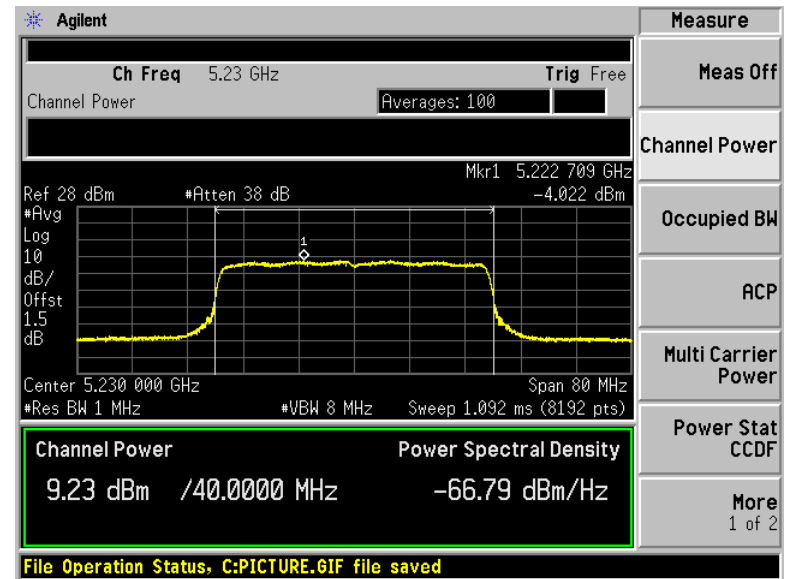 Agilent
Measure
Ch Freq 5.23 GHz Trig Free
Channel Power Averages: 100
Mkr1 5.222 709 GHz
Ref 28 dBm #Atten 38 dB -4.022 dBm
#Avg
Log
10
dB/
Offst
1.5
dB
1
Center 5.230 000 GHz Span 80 MHz
#Res BW 1 MHz #VBW 8 MHz Sweep 1.092 ms (8192 pts)
Channel Power Power Spectral Density
9.23 dBm /40.0000 MHz -66.79 dBm/Hz
File Operation Status, C:PICTURE.GIF file saved
Meas Off
Channel Power
Occupied BW
ACP
Multi Carrier
Power
Power Stat
CCDF
More
1 of 2